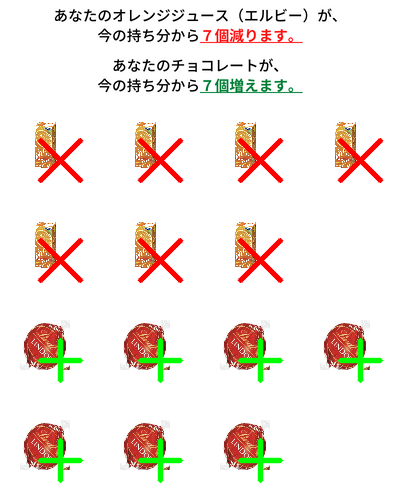 あなたのオレンジジュース（エルビー）が、
今の持ち分から７個減ります。
あなたのチョコレートが、
今の持ち分から７個増えます。